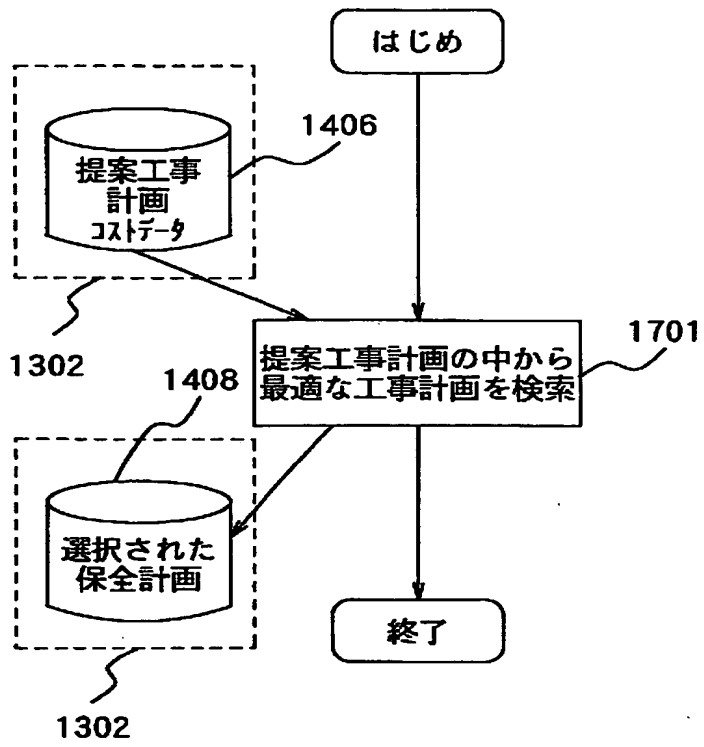 はじめ
1406
提案工事
計画
コストデータ
1302
1701
提案工事計画の中から
最適な工事計画を検索
1408
選択された
保全計画
終了
1302